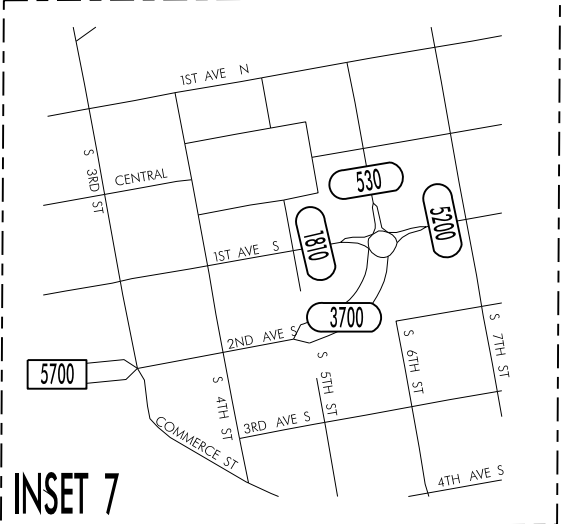 1ST AVE N
S 3RD ST
CENTRAL
530
5200
1810
1ST AVE S
3700
2ND AVE S
5700
S 4TH ST
S 5TH ST
S 6TH ST
S 7TH ST
3RD AVE S
COMMERCE ST
4TH AVE S
INSET 7